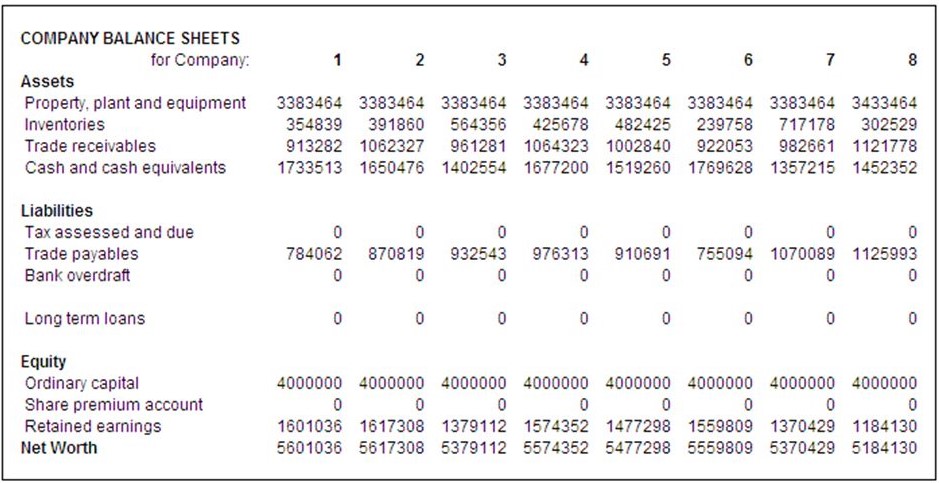 COMPANY BALANCE SHEETS
for Company: 1 2 3 4 5 6 7 8
Assets
Property, plant and equipment 3383464 3383464 3383464 3383464 3383464 3383464 3383464 3433464
Inventories 354839 391860 564356 425678 482425 239758 717178 302529
Trade receivables 913282 1062327 961281 1064323 1002840 922053 982661 1121778
Cash and cash equivalents 1733513 1650476 1402554 1677200 1519260 1769628 1357215 1452352
Liabilities
Tax assessed and due 0 0 0 0 0 0 0 0
Trade payables 784062 870819 932543 976313 910691 755094 1070089 1125993
Bank overdraft 0 0 0 0 0 0 0 0
Long term loans 0 0 0 0 0 0 0 0
Equity
Ordinary capital 4000000 4000000 4000000 4000000 4000000 4000000 4000000 4000000
Share premium account 0 0 0 0 0 0 0 0
Retained earnings 1601036 1617308 1379112 1574352 1477298 1559809 1370429 1184130
Net Worth 5601036 5617308 5379112 5574352 5477298 5559809 5370429 5184130